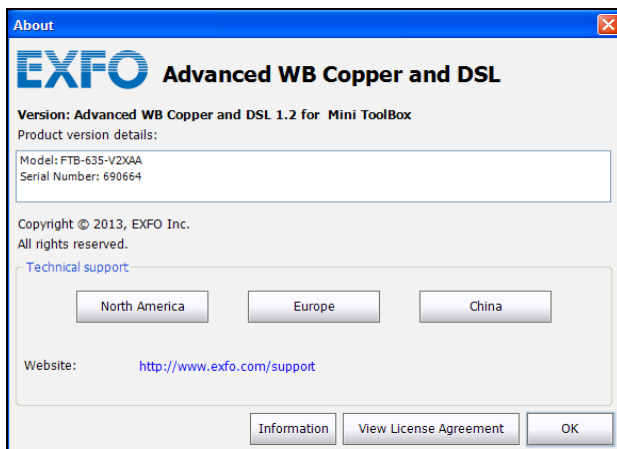 About
EXFO Advanced WB Copper and DSL
Version: Advanced WB Copper and DSL 1.2 for Mini ToolBox
Product version details:
Model: FTB-635-V2XAA
Serial Number: 690664
Copyright © 2013, EXFO Inc.
All rights reserved.
Technical support
North America Europe China
Website: http://www.exfo.com/support
Information View License Agreement OK